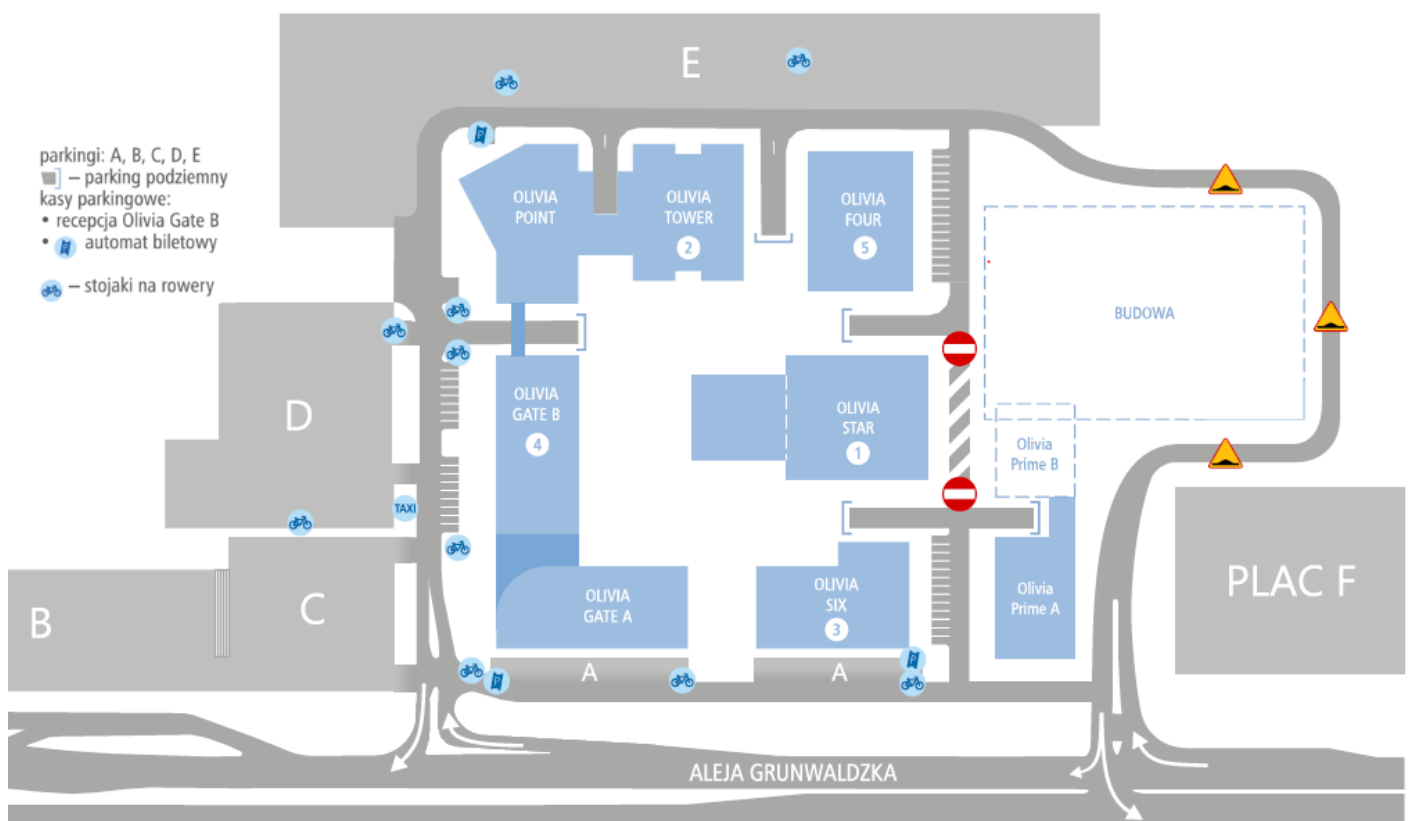 E
parkingi: A, B, C, D, E
– parking podziemny
kasy parkingowe:
• recepcja Olivia Gate B
• automat biletowy
– stojaki na rowery
P
OLIVIA
POINT
OLIVIA
TOWER
2
OLIVIA
FOUR
5
BUDOWA
D
OLIVIA
GATE B
4
OLIVIA
STAR
1
Olivia
Prime B
TAXI
B
C
OLIVIA
GATE A
OLIVIA
SIX
3
Olivia
Prime A
PLAC F
A
A
P
P
ALEJA GRUNWALDZKA